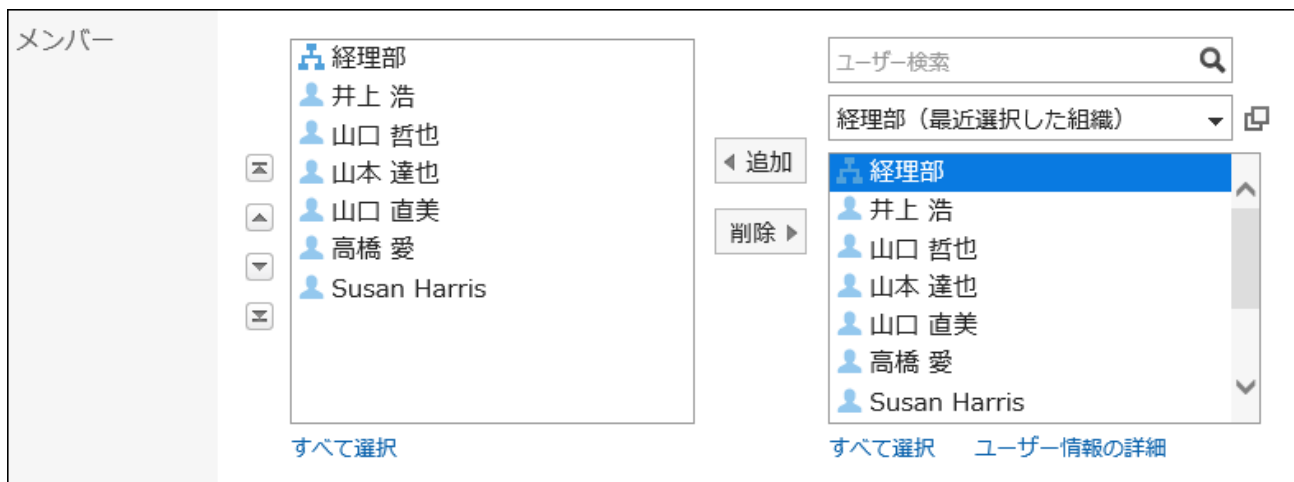 メンバー
経理部
井上 浩
山口 哲也
山本 達也
山口 直美
高橋 愛
Susan Harris
すべて選択
追加
削除
ユーザー検索
経理部（最近選択した組織）
経理部
井上 浩
山口 哲也
山本 達也
山口 直美
高橋 愛
Susan Harris
すべて選択 ユーザー情報の詳細